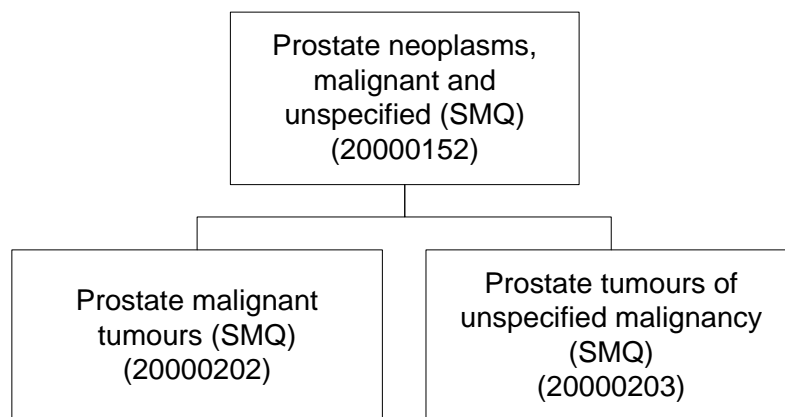 Prostate neoplasms,
malignant and
unspecified (SMQ)
(20000152)
Prostate malignant
tumours (SMQ)
(20000202)
Prostate tumours of
unspecified malignancy
(SMQ)
(20000203)